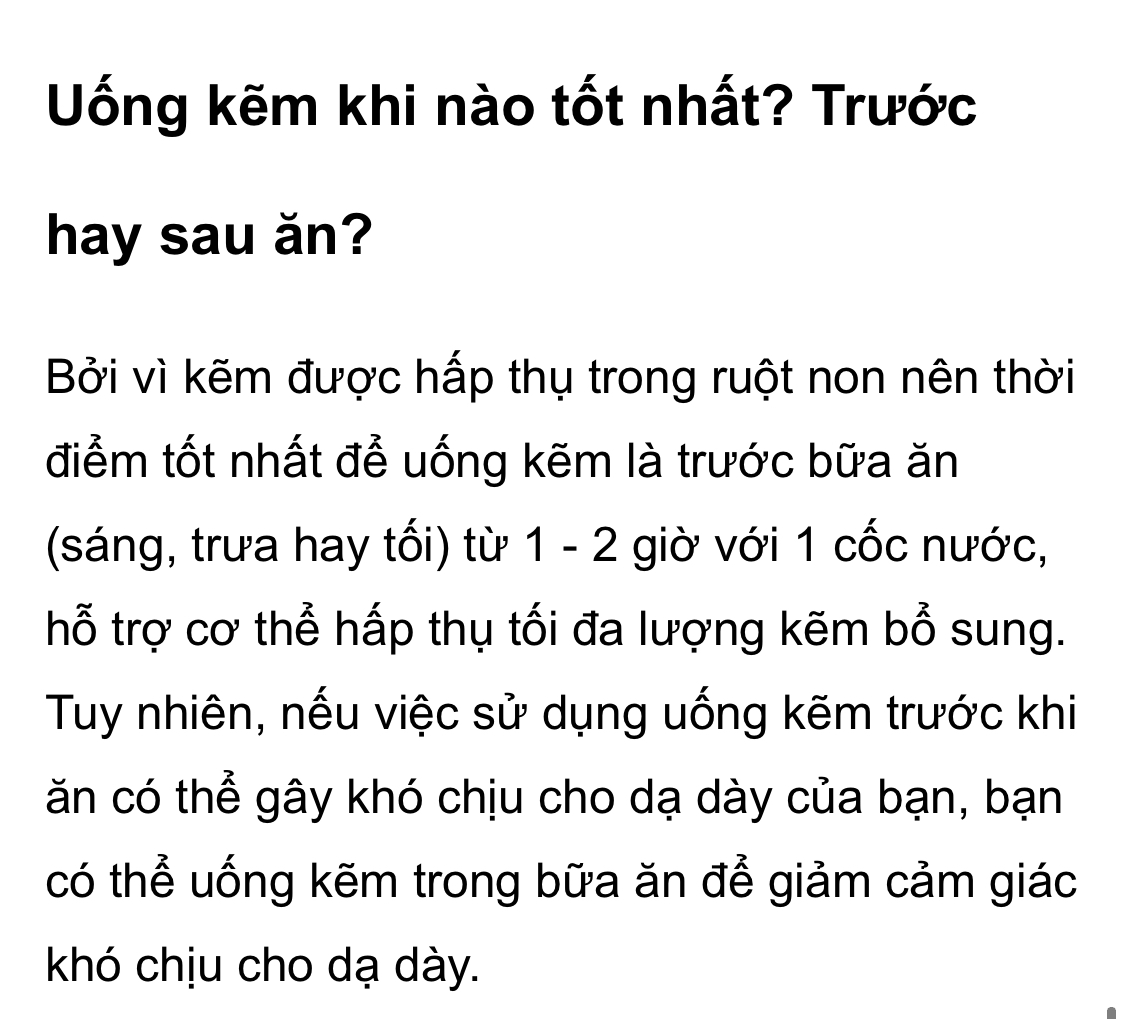 Uống kẽm khi nào tốt nhất? Trước
hay sau ăn?
Bởi vì kẽm được hấp thụ trong ruột non nên thời
điểm tốt nhất để uống kẽm là trước bữa ăn
(sáng, trưa hay tối) từ 1 - 2 giờ với 1 cốc nước,
hỗ trợ cơ thể hấp thụ tối đa lượng kẽm bổ sung.
Tuy nhiên, nếu việc sử dụng uống kẽm trước khi
ăn có thể gây khó chịu cho dạ dày của bạn, bạn
có thể uống kẽm trong bữa ăn để giảm cảm giác
khó chịu cho dạ dày.